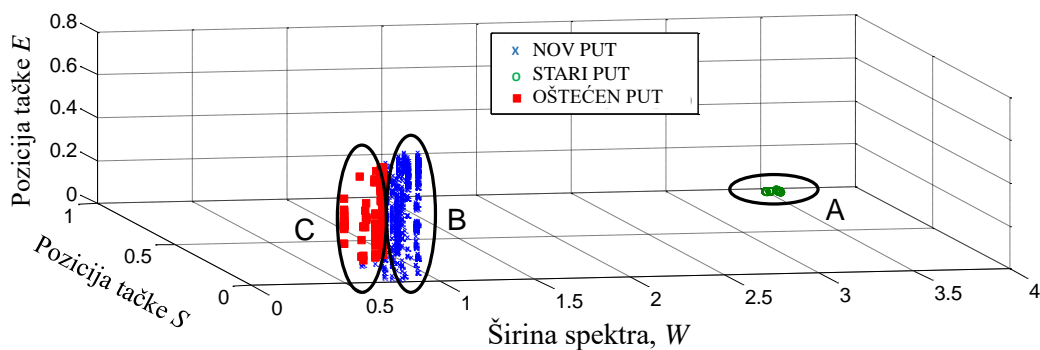 0.8
0.6
0.4
0.2
0
Pozicija tačke E
1
0.5
0
Pozicija tačke S
NOV PUT
STARI PUT
OŠTEĆEN PUT
A
B
C
0
0.5
1
1.5
2
2.5
3
3.5
4
Širina spektra, W